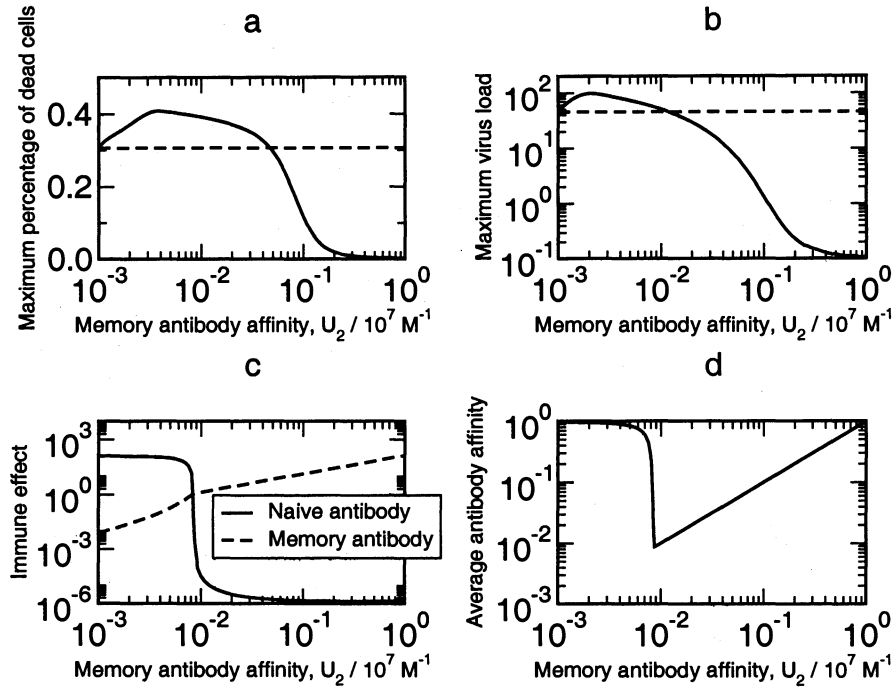 a
Maximum percentage of dead cells
0.4
0.2
0.0
10^-3 10^-2 10^-1 10^0
Memory antibody affinity, U_2 / 10^7 M^-1
b
Maximum virus load
10^2
10^1
10^0
10^-1
10^-3 10^-2 10^-1 10^0
Memory antibody affinity, U_2 / 10^7 M^-1
c
Immune effect
10^3
10^0
10^-3
10^-6
Naive antibody
Memory antibody
10^-3 10^-2 10^-1 10^0
Memory antibody affinity, U_2 / 10^7 M^-1
d
Average antibody affinity
10^0
10^-1
10^-2
10^-3
10^-3 10^-2 10^-1 10^0
Memory antibody affinity, U_2 / 10^7 M^-1